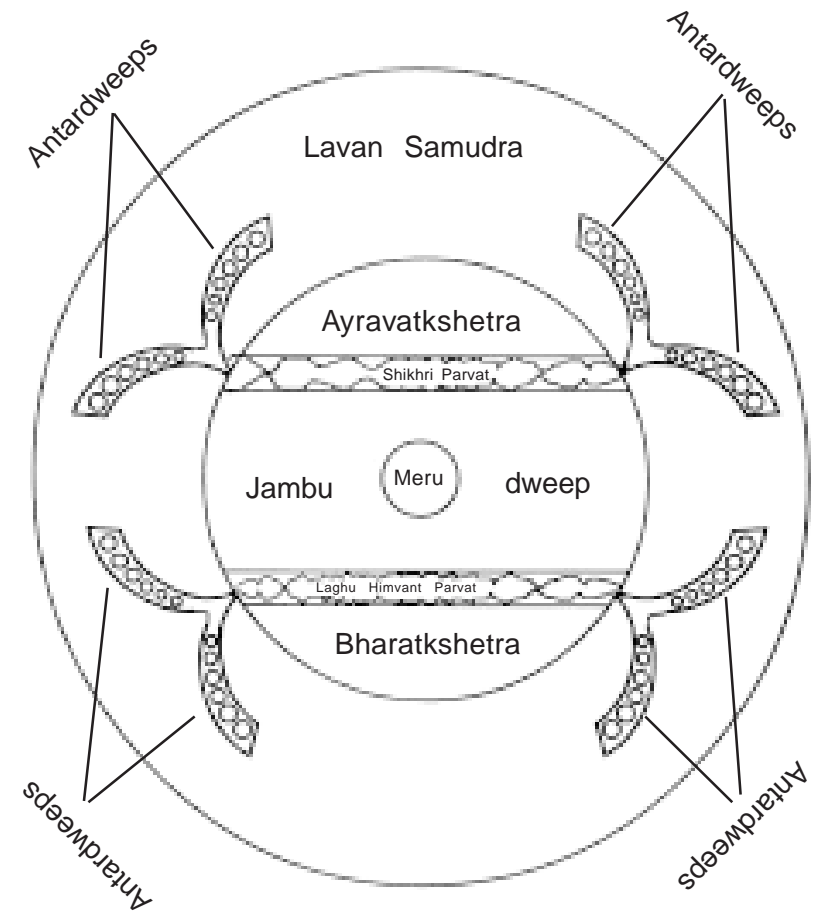 Antardweeps
Antardweeps
Lavan Samudra
Ayravatkshetra
Shikhri Parvat
Jambu
Meru
dweep
Laghu Himvant Parvat
Bharatkshetra
Antardweeps
Antardweeps